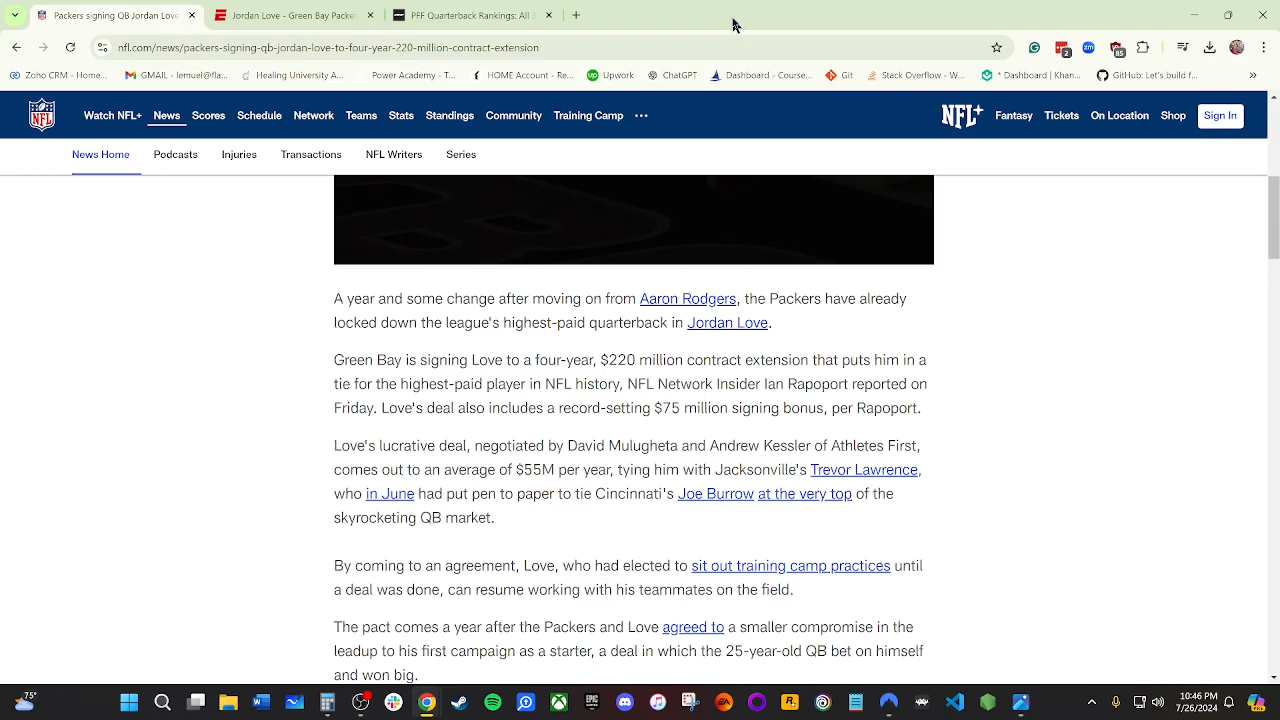 Packers signing QB Jordan Love
Jordan Love - Green Bay Packe
PFF Quarterback Rankings: All 3
nfl.com/news/packers-signing-qb-jordan-love-to-four-year-220-million-contract-extension
2
85
Zoho CRM - Home...
GMAIL - lemuel@fla...
Healing University A...
Power Academy - T...
HOME Account - Re...
Upwork
ChatGPT
Dashboard - Course...
Git
Stack Overflow - W...
* Dashboard | Khan...
GitHub: Let's build f...
NFL
Watch NFL+ News Scores Schedule Network Teams Stats Standings Community Training Camp ...
NFL+ Fantasy Tickets On Location Shop Sign In
News Home Podcasts Injuries Transactions NFL Writers Series
A year and some change after moving on from Aaron Rodgers, the Packers have already
locked down the league's highest-paid quarterback in Jordan Love.
Green Bay is signing Love to a four-year, $220 million contract extension that puts him in a
tie for the highest-paid player in NFL history, NFL Network Insider Ian Rapoport reported on
Friday. Love's deal also includes a record-setting $75 million signing bonus, per Rapoport.
Love's lucrative deal, negotiated by David Mulugheta and Andrew Kessler of Athletes First,
comes out to an average of $55M per year, tying him with Jacksonville's Trevor Lawrence,
who in June had put pen to paper to tie Cincinnati's Joe Burrow at the very top of the
skyrocketing QB market.
By coming to an agreement, Love, who had elected to sit out training camp practices until
a deal was done, can resume working with his teammates on the field.
The pact comes a year after the Packers and Love agreed to a smaller compromise in the
leadup to his first campaign as a starter, a deal in which the 25-year-old QB bet on himself
and won big.
75°
10:46 PM
7/26/2024